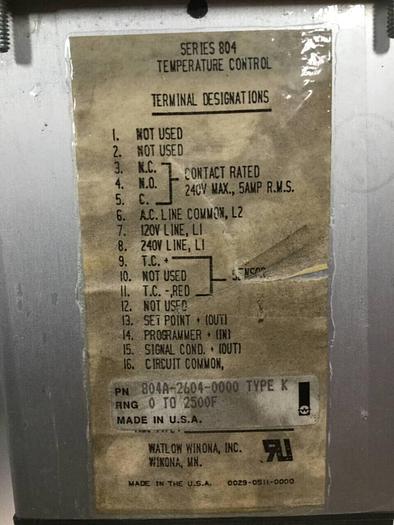 SERIES 804
TEMPERATURE CONTROL
TERMINAL DESIGNATIONS
1. NOT USED
2. NOT USED
3. N.C.
4. N.O.
5. C.
CONTACT RATED
240V MAX., 5AMP R.M.S.
6. A.C. LINE COMMON, L2
7. 120V LINE, L1
8. 240V LINE, L1
9. T.C. +
10. NOT USED
11. T.C. -,RED
SENSOR
12. NOT USED
13. SET POINT + (OUT)
14. PROGRAMMER + (IN)
15. SIGNAL COND. + (OUT)
16. CIRCUIT COMMON,
PN 804A-2604-0000 TYPE K
RNG 0 TO 2500F
MADE IN U.S.A.
WATLOW WINONA, INC.
WINONA, MN.
MADE IN THE U.S.A. 0029-0511-0000